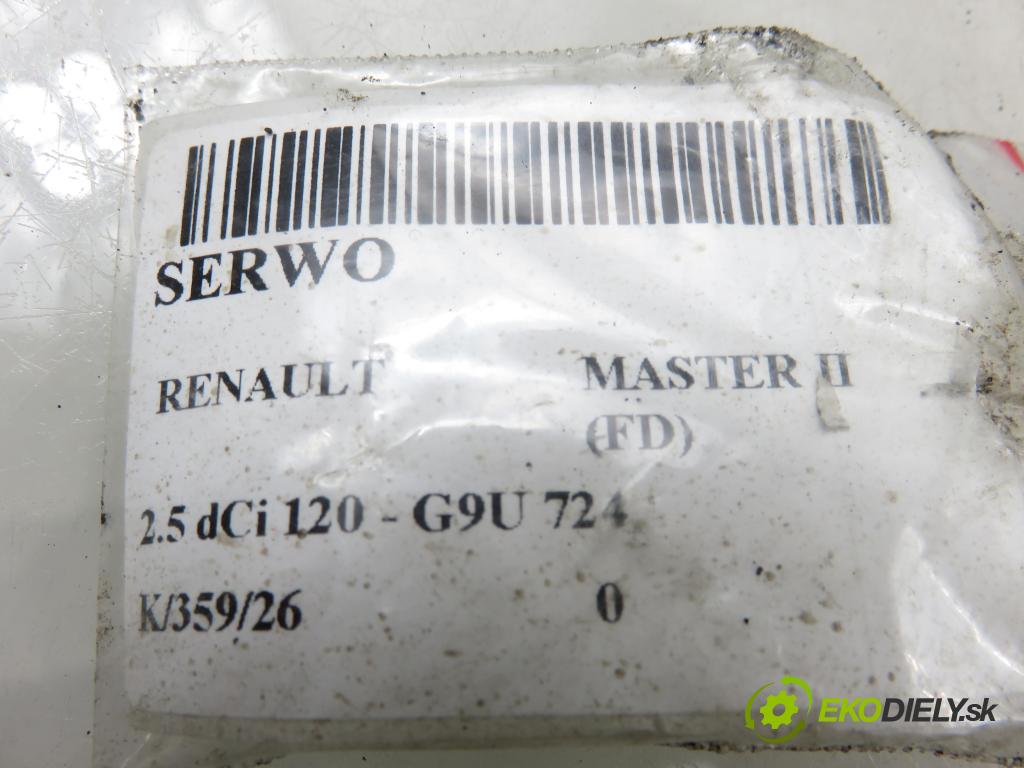 SERWO
RENAULT MASTER II
(FD)
2.5 dCi 120 - G9U 724
K/359/26 0
EKODIELY.sk